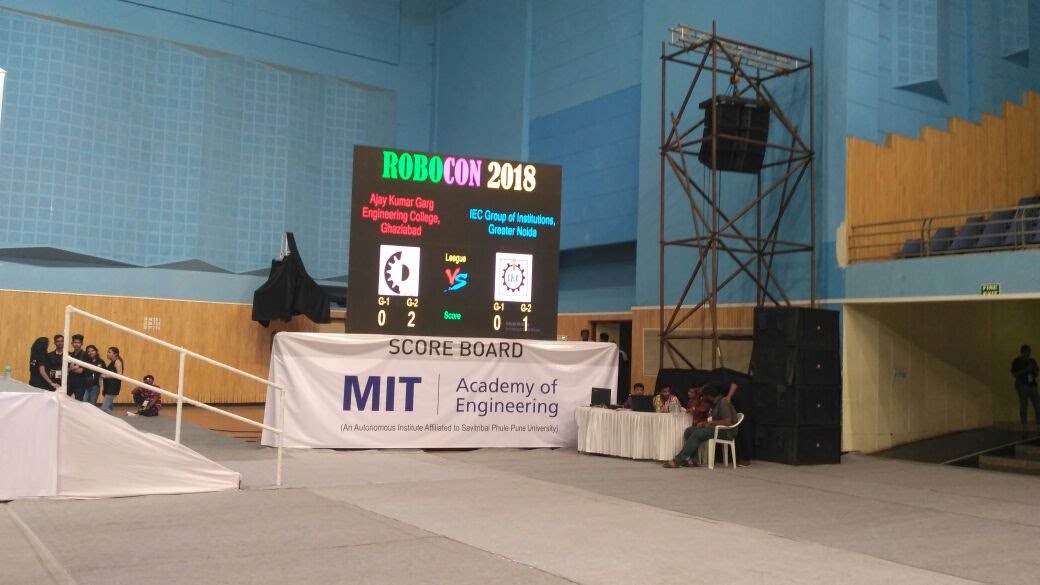 ROBOCON 2018
Ajay Kumar Garg
Engineering College,
Ghaziabad
IEC Group of Institutions,
Greater Noida
League
VS
IEC
G-1 G-2
G-1 G-2
0 2
Score
0 1
SCORE BOARD
MIT
Academy of
Engineering
(An Autonomous Institute Affiliated to Savitribai Phule Pune University)
FIRE